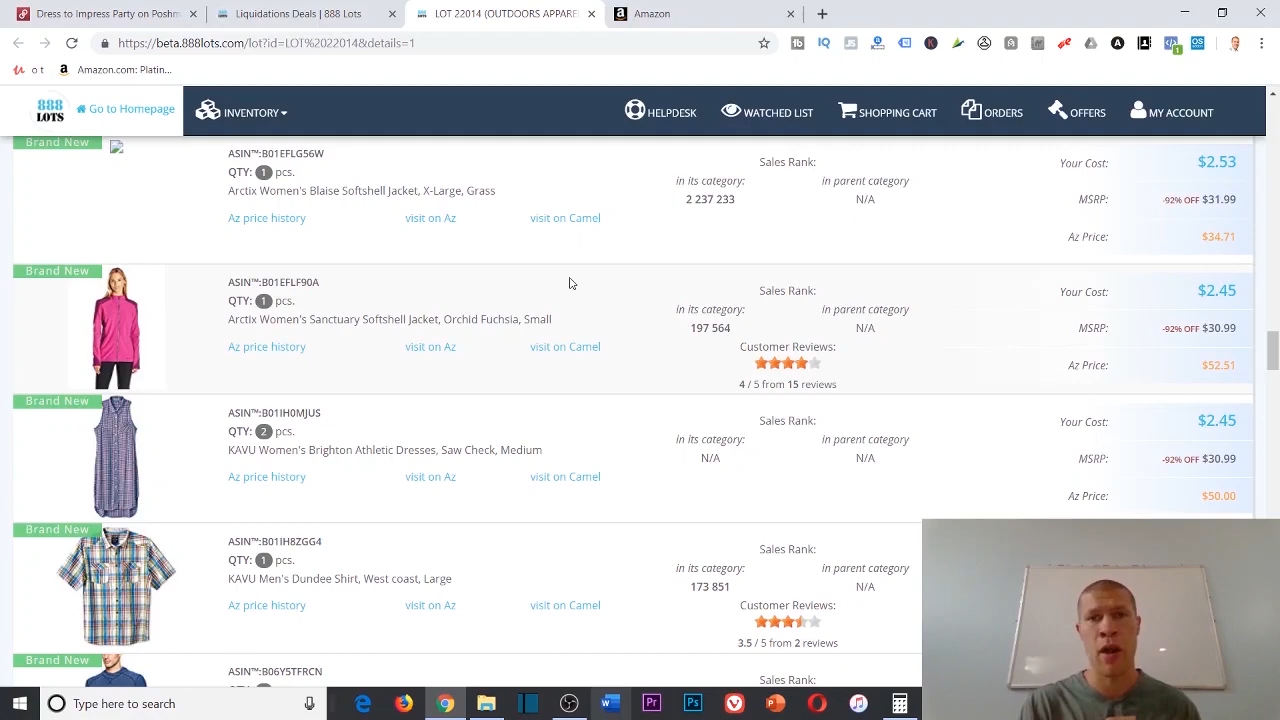 Dress to Impress Party on Poshm
Liquidations Deals | 888 Lots
LOT 22014 (OUTDOORS APPARE
Amazon
https://beta.888lots.com/lot?id=LOT%2022014&details=1
o t
Amazon.com: Platin...
888 LOTS
Go to Homepage
INVENTORY
HELPDESK
WATCHED LIST
SHOPPING CART
ORDERS
OFFERS
MY ACCOUNT
Brand New
ASIN™:B01EFLG56W
QTY: 1 pcs.
Arctix Women's Blaise Softshell Jacket, X-Large, Grass
Az price history visit on Az visit on Camel
Sales Rank:
in its category: in parent category
2 237 233 N/A
Your Cost: $2.53
MSRP: -92% OFF $31.99
Az Price: $34.71
Brand New
ASIN™:B01EFLF90A
QTY: 1 pcs.
Arctix Women's Sanctuary Softshell Jacket, Orchid Fuchsia, Small
Az price history visit on Az visit on Camel
Sales Rank:
in its category: in parent category
197 564 N/A
Customer Reviews:
4 / 5 from 15 reviews
Your Cost: $2.45
MSRP: -92% OFF $30.99
Az Price: $52.51
Brand New
ASIN™:B01IH0MJUS
QTY: 2 pcs.
KAVU Women's Brighton Athletic Dresses, Saw Check, Medium
Az price history visit on Az visit on Camel
Sales Rank:
in its category: in parent category
N/A N/A
Your Cost: $2.45
MSRP: -92% OFF $30.99
Az Price: $50.00
Brand New
ASIN™:B01IH8ZGG4
QTY: 1 pcs.
KAVU Men's Dundee Shirt, West coast, Large
Az price history visit on Az visit on Camel
Sales Rank:
in its category: in parent category
173 851 N/A
Customer Reviews:
3.5 / 5 from 2 reviews
Brand New
ASIN™:B06Y5TFRCN
Sales Rank:
Type here to search